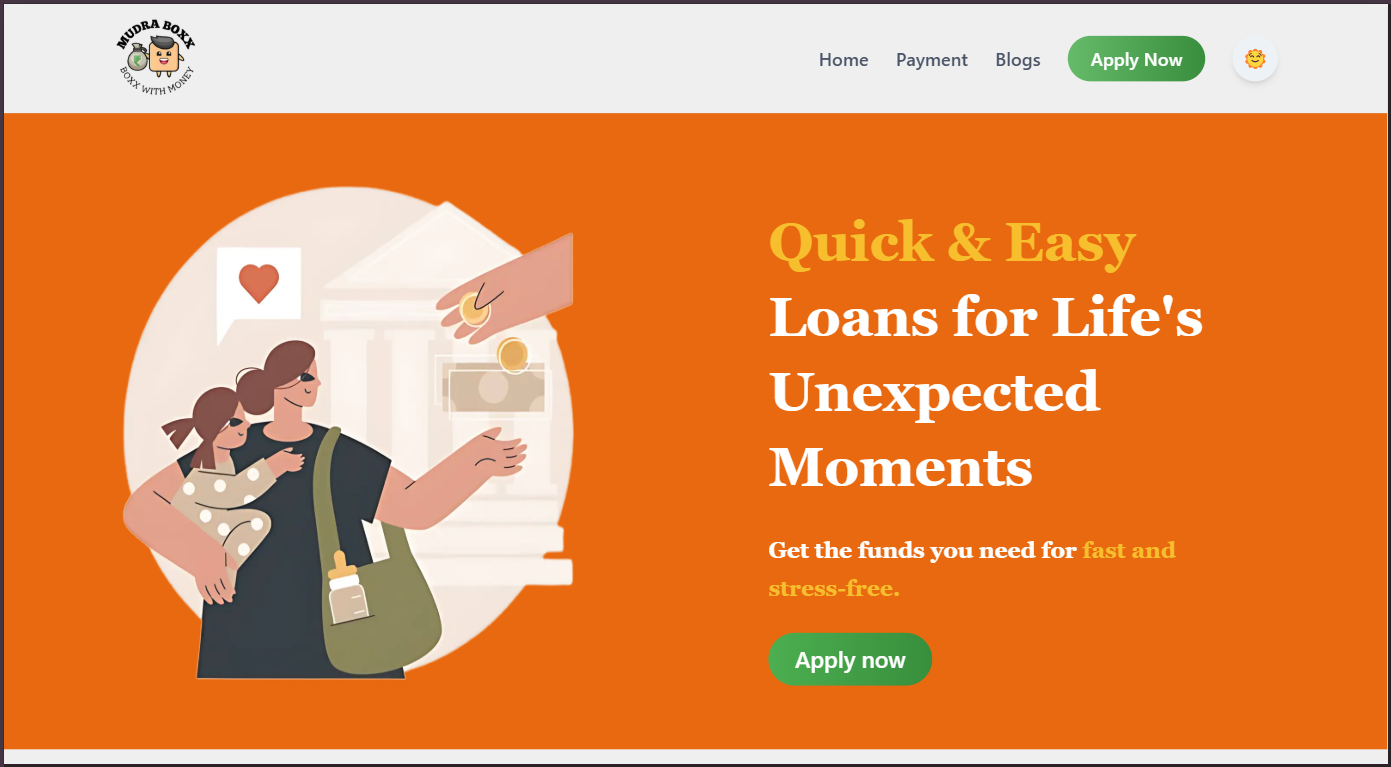 MUDRA BOXX
BOXX WITH MONEY
Home
Payment
Blogs
Apply Now
Quick & Easy
Loans for Life's
Unexpected
Moments
Get the funds you need for fast and
stress-free.
Apply now